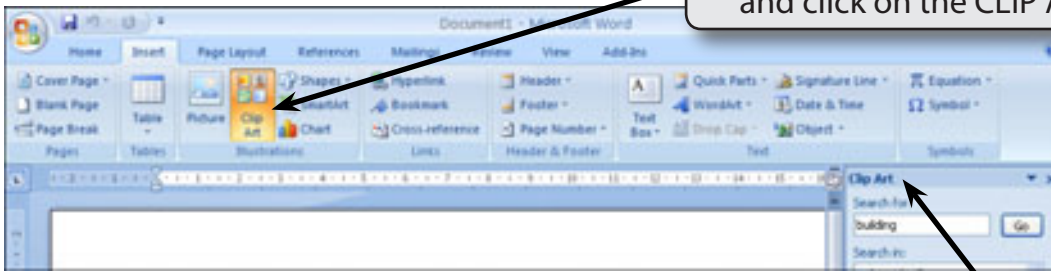 and click on the CLIP A
Document1 - Microsoft Word
Home Insert Page Layout References Mailings Review View Add-Ins
Cover Page Shapes Hyperlink Header Quick Parts Signature Line Equation
Blank Page SmartArt Bookmark Footer A WordArt Date & Time Ω Symbol
Page Break Table Picture Clip Art Chart Cross-reference Page Number Text Box Drop Cap Object
Pages Tables Illustrations Links Header & Footer Text Symbols
Clip Art
Search for:
building Go
Search in: